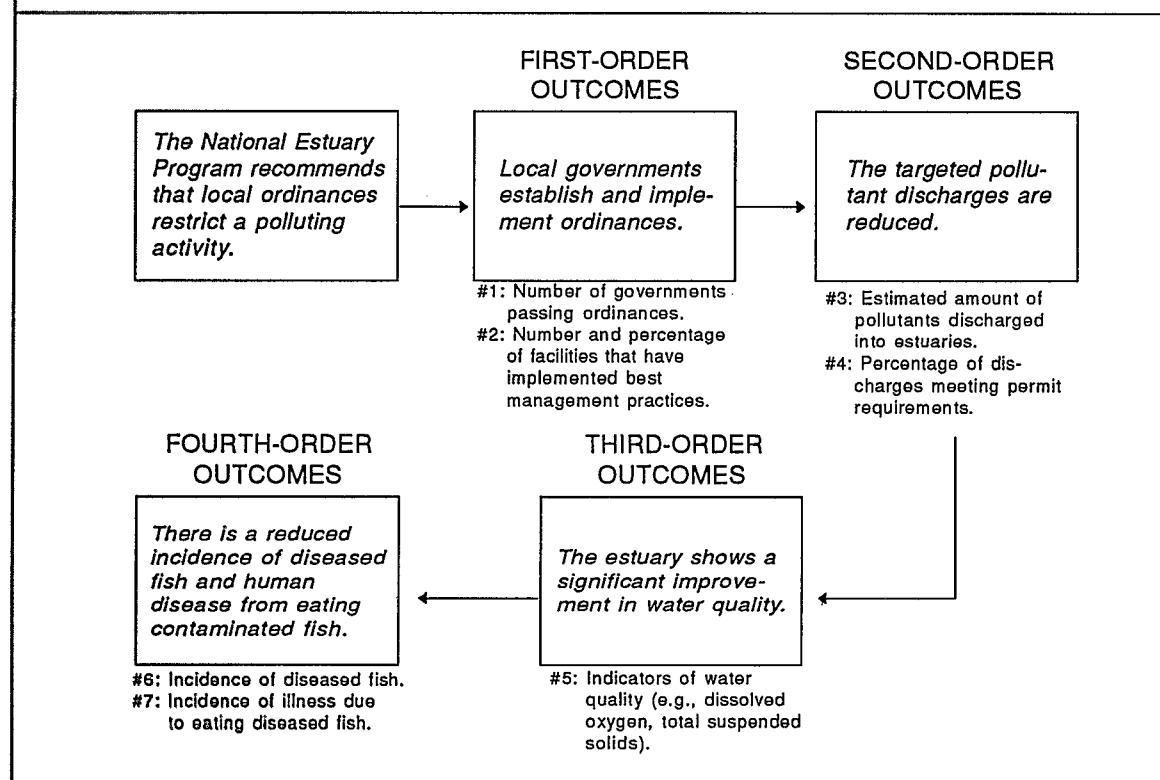 FIRST-ORDER
OUTCOMES
SECOND-ORDER
OUTCOMES
The National Estuary
Program recommends
that local ordinances
restrict a polluting
activity.
Local governments
establish and imple-
ment ordinances.
The targeted pollu-
tant discharges are
reduced.
#1: Number of governments
passing ordinances.
#2: Number and percentage
of facilities that have
implemented best
management practices.
#3: Estimated amount of
pollutants discharged
into estuaries.
#4: Percentage of dis-
charges meeting permit
requirements.
FOURTH-ORDER
OUTCOMES
THIRD-ORDER
OUTCOMES
There is a reduced
incidence of diseased
fish and human
disease from eating
contaminated fish.
The estuary shows a
significant improve-
ment in water quality.
#6: Incidence of diseased fish.
#7: Incidence of illness due
to eating diseased fish.
#5: Indicators of water
quality (e.g., dissolved
oxygen, total suspended
solids).